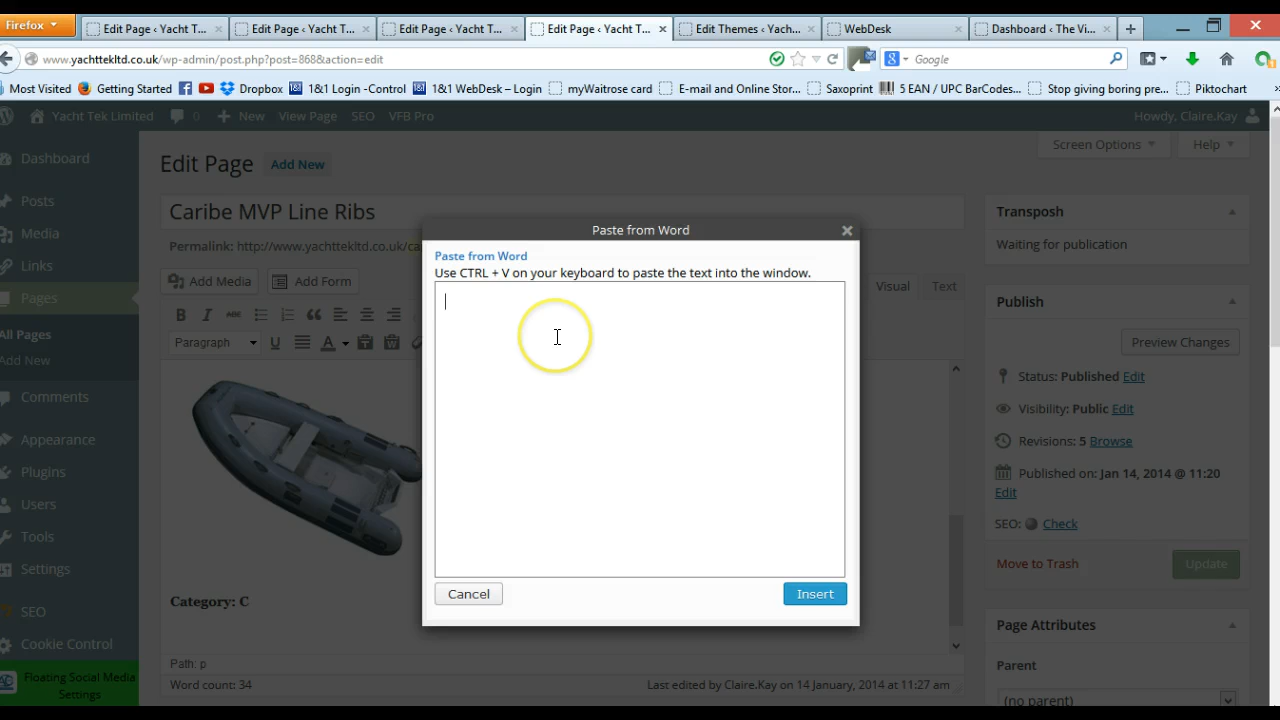 Firefox
Edit Page ‹ Yacht T...
Edit Page ‹ Yacht T...
Edit Page ‹ Yacht T...
Edit Page ‹ Yacht T...
Edit Themes ‹ Yach...
WebDesk
Dashboard ‹ The Vi...
www.yachttekltd.co.uk/wp-admin/post.php?post=868&action=edit
Google
Most Visited
Getting Started
Dropbox
1&1 Login -Control
1&1 WebDesk – Login
myWaitrose card
E-mail and Online Stor...
Saxoprint
5 EAN / UPC BarCodes...
Stop giving boring pre...
Piktochart
Yacht Tek Limited
0
New
View Page
SEO
VFB Pro
Howdy, Claire.Kay
Dashboard
Posts
Media
Links
Pages
All Pages
Add New
Comments
Appearance
Plugins
Users
Tools
Settings
SEO
Cookie Control
Floating Social Media
Settings
Edit Page
Add New
Screen Options
Help
Caribe MVP Line Ribs
Permalink: http://www.yachttekltd.co.uk/ca
Add Media
Add Form
Visual
Text
B I ABC
Paragraph
U
A
Category: C
Path: p
Word count: 34
Last edited by Claire.Kay on 14 January, 2014 at 11:27 am
Paste from Word
Paste from Word
Use CTRL + V on your keyboard to paste the text into the window.
Cancel
Insert
Transposh
Waiting for publication
Publish
Preview Changes
Status: Published Edit
Visibility: Public Edit
Revisions: 5 Browse
Published on: Jan 14, 2014 @ 11:20
Edit
SEO: Check
Move to Trash
Update
Page Attributes
Parent
(no parent)